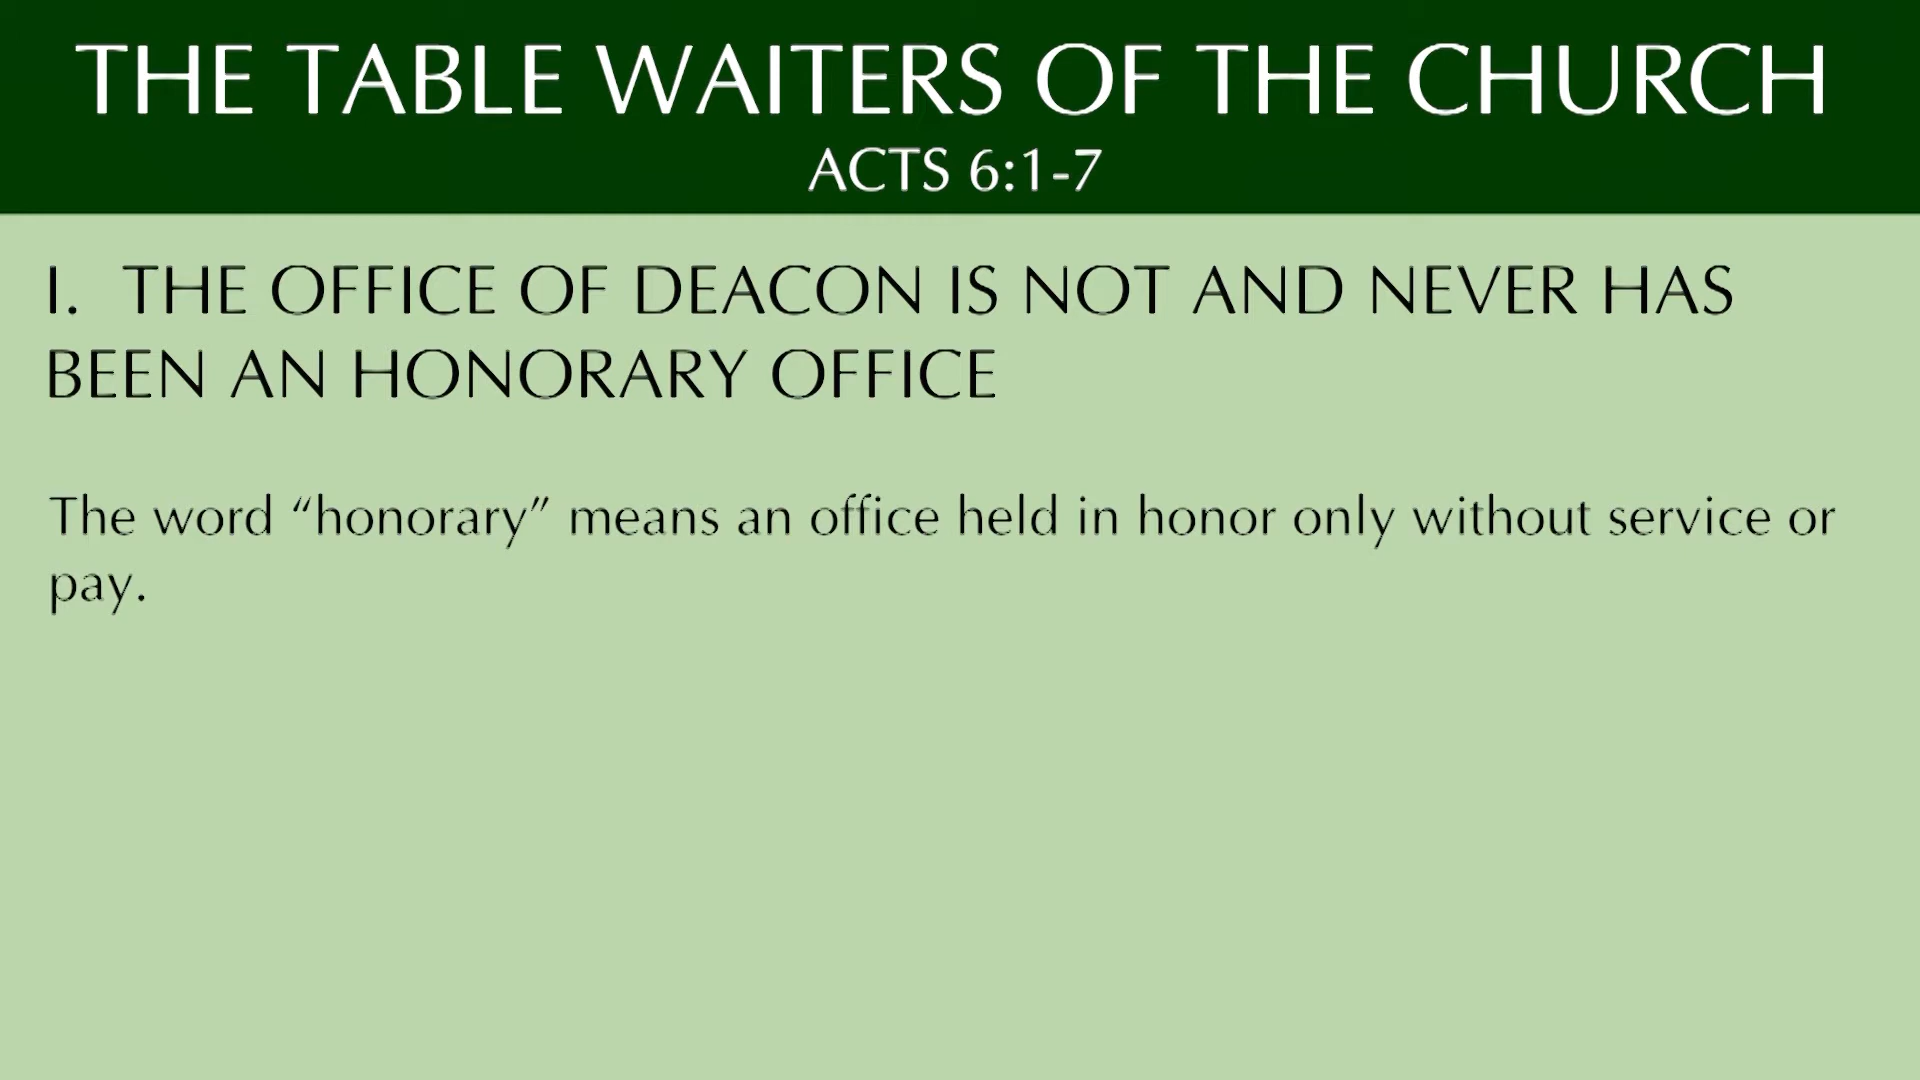 THE TABLE WAITERS OF THE CHURCH
ACTS 6:1-7
I. THE OFFICE OF DEACON IS NOT AND NEVER HAS
BEEN AN HONORARY OFFICE
The word “honorary” means an office held in honor only without service or
pay.